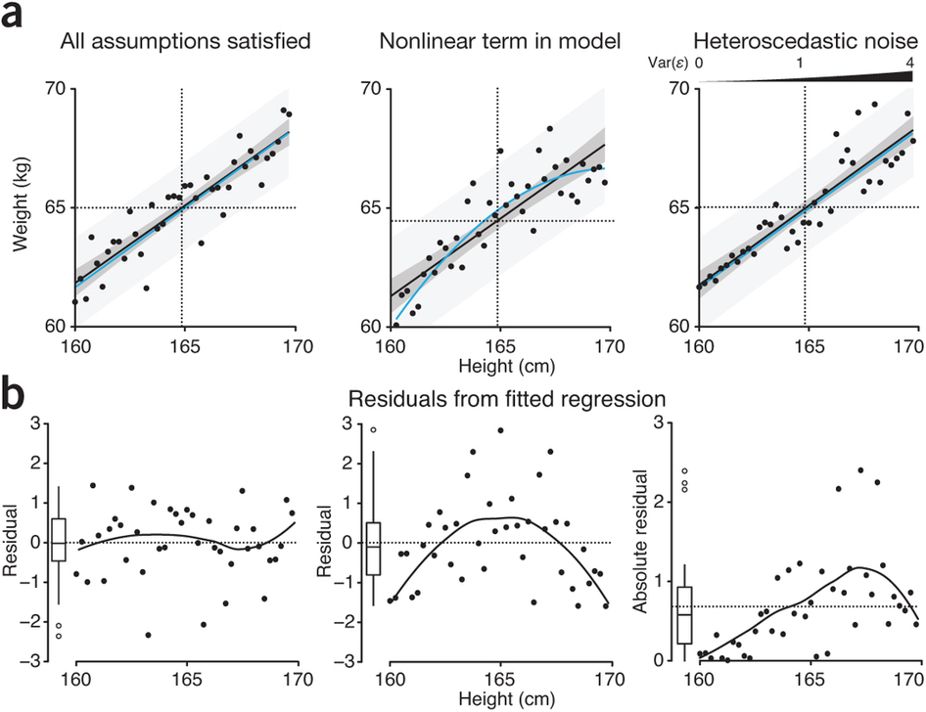 a
All assumptions satisfied
Nonlinear term in model
Heteroscedastic noise
Var(ε) 0 1 4
70 70 70
Weight (kg)
65 65 65
60 60 60
160 165 170 160 165 170 160 165 170
Height (cm)
b
Residuals from fitted regression
3 3 3
2 2 2
1 1 1
0 0 0
−1 −1
−2 −2
−3 −3
Residual Residual Absolute residual
160 165 170 160 165 170 160 165 170
Height (cm)